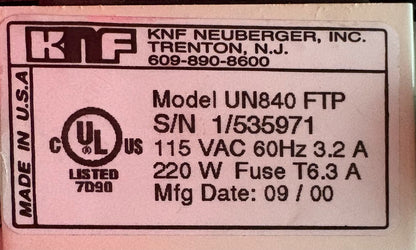 KNF KNF NEUBERGER, INC.
TRENTON, N.J.
609-890-8600
MADE IN U.S.A
Model UN840 FTP
S/N 1/535971
C UL US
115 VAC 60Hz 3.2 A
LISTED
220 W Fuse T6.3 A
7D90
Mfg Date: 09 / 00